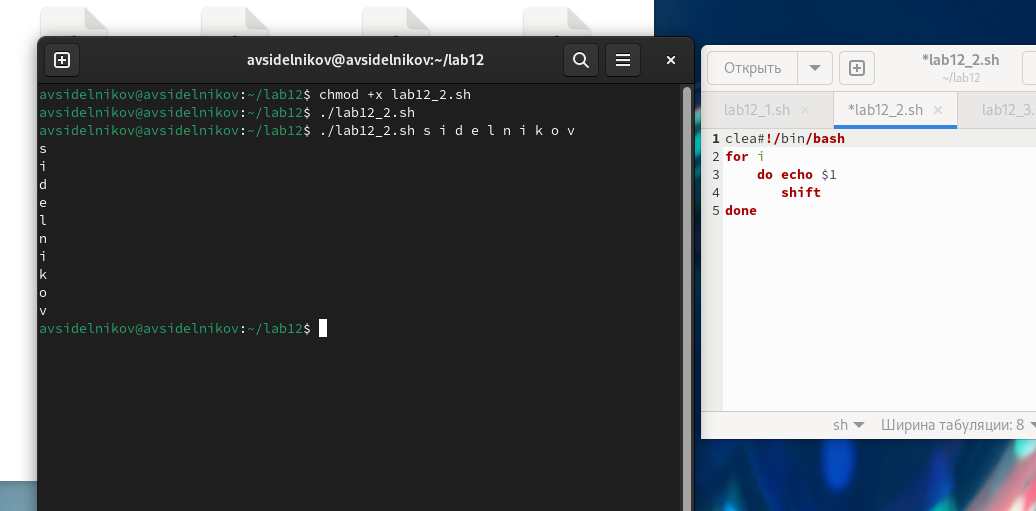 avsidelnikov@avsidelnikov:~/lab12
avsidelnikov@avsidelnikov:~/lab12$ chmod +x lab12_2.sh
avsidelnikov@avsidelnikov:~/lab12$ ./lab12_2.sh
avsidelnikov@avsidelnikov:~/lab12$ ./lab12_2.sh s i d e l n i k o v
s
i
d
e
l
n
i
k
o
v
avsidelnikov@avsidelnikov:~/lab12$
Открыть
*lab12_2.sh
~/lab12
lab12_1.sh × *lab12_2.sh × lab12_3.
1 clea#!/bin/bash
2 for i
3     do echo $1
4        shift
5 done
sh Ширина табуляции: 8